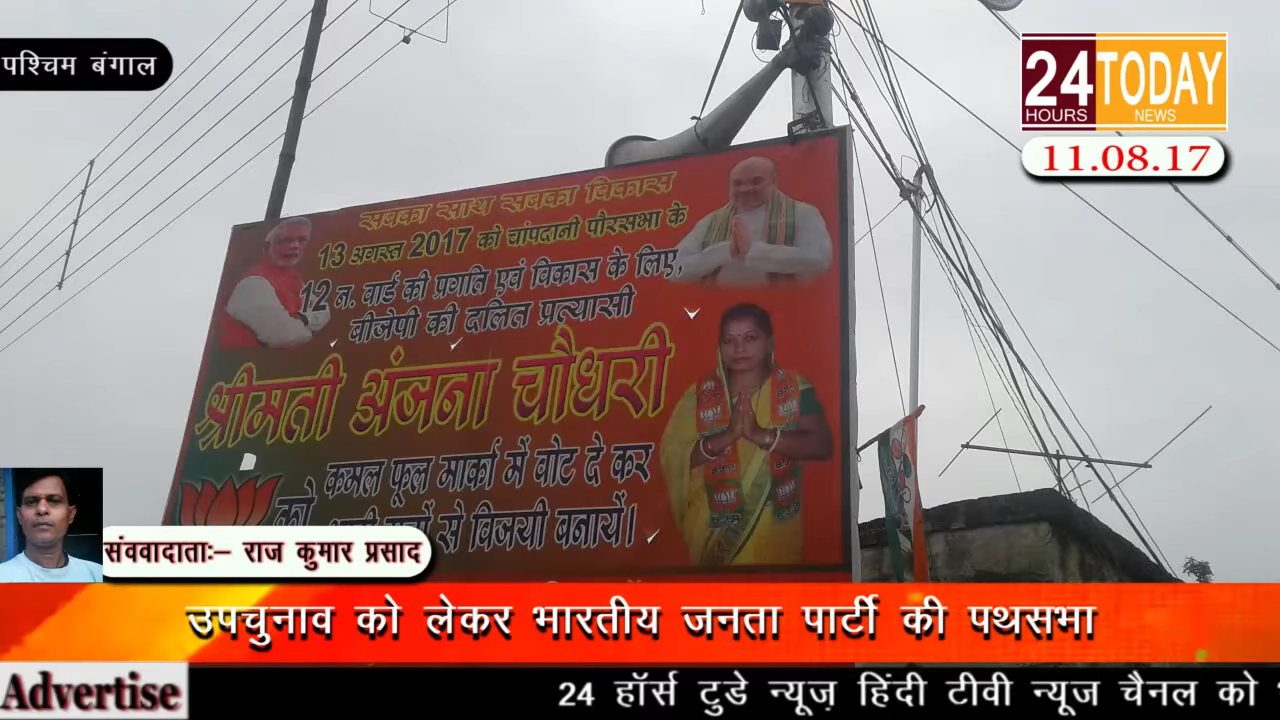 पश्चिम बंगाल
24 TODAY
HOURS NEWS
11.08.17
सबका साथ सबका विकास
13 अगस्त 2017 को चांपदानी पौरसभा के
12 न. वार्ड की प्रगति एवं विकास के लिए,
बीजेपी की दलित प्रत्यासी
श्रीमती अंजना चौधरी
कमल फूल मार्का में वोट दे कर
को
से विजयी बनायें।
संववादाताः– राज कुमार प्रसाद
उपचुनाव को लेकर भारतीय जनता पार्टी की पथसभा
Advertise
24 हॉर्स टुडे न्यूज़ हिंदी टीवी न्यूज चैनल को